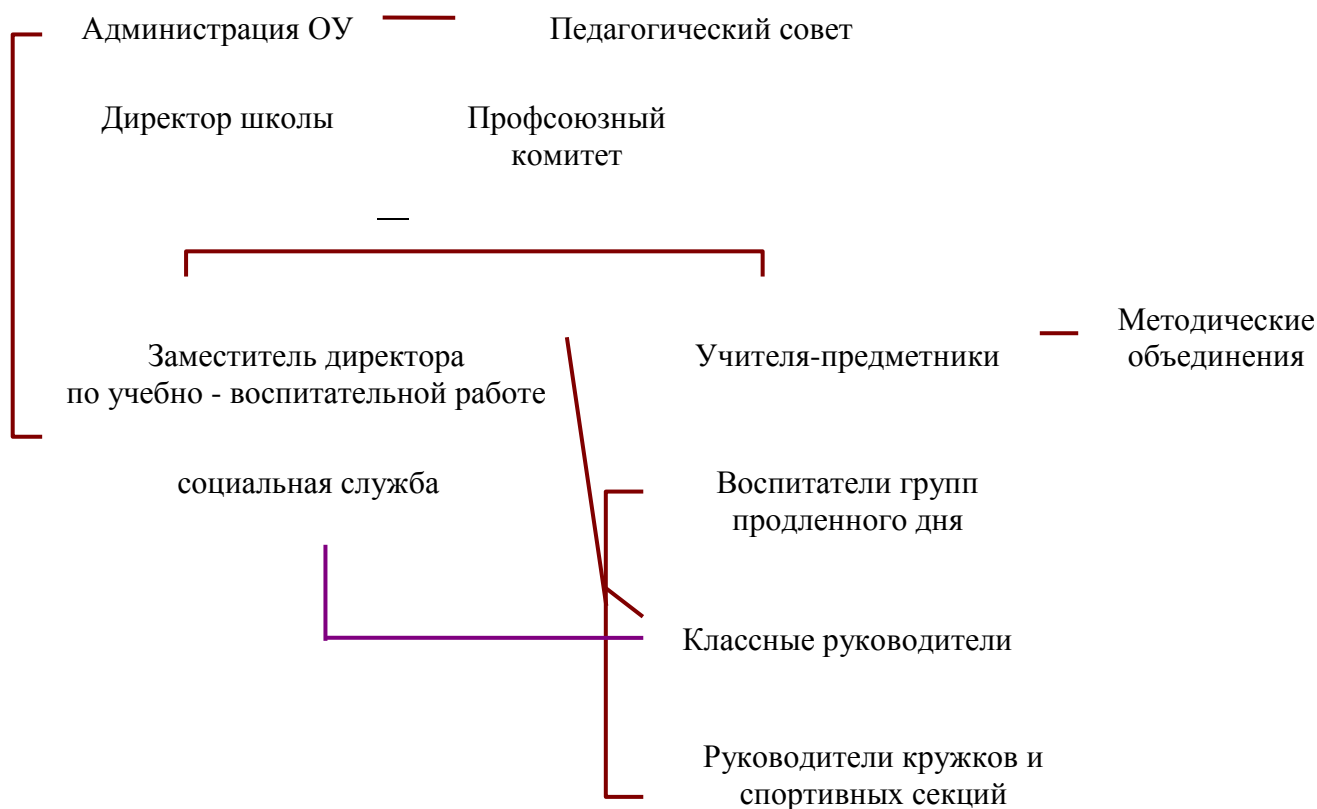 Администрация ОУ
Педагогический совет
Директор школы
Профсоюзный
комитет
Методические
объединения
Заместитель директора
по учебно - воспитательной работе
Учителя-предметники
социальная служба
Воспитатели групп
продленного дня
Классные руководители
Руководители кружков и
спортивных секций